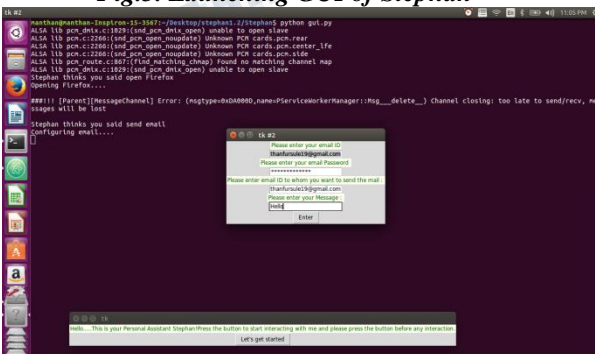 Fig.5: Launching GUI of Stephan
tk #2
11:05 PM
manthan@manthan-Inspiron-15-3567:~/Desktop/stephan1.2/Stephan$ python gui.py
ALSA lib pcm_dmix.c:1029:(snd_pcm_dmix_open) unable to open slave
ALSA lib pcm.c:2266:(snd_pcm_open_noupdate) Unknown PCM cards.pcm.rear
ALSA lib pcm.c:2266:(snd_pcm_open_noupdate) Unknown PCM cards.pcm.center_lfe
ALSA lib pcm.c:2266:(snd_pcm_open_noupdate) Unknown PCM cards.pcm.side
ALSA lib pcm_route.c:867:(find_matching_chmap) Found no matching channel map
ALSA lib pcm_dmix.c:1029:(snd_pcm_dmix_open) unable to open slave
Stephan thinks you said open Firefox
Opening Firefox....
###!!! [Parent][MessageChannel] Error: (msgtype=0xDA000D,name=PServiceWorkerManager::Msg___delete__) Channel closing: too late to send/recv, me
ssages will be lost
Stephan thinks you said send email
Configuring email....
tk #2
Please enter your email ID
thanfursule19@gmail.com
Please enter your email Password
*************
Please enter email ID to whom you want to send the mail :
thanfursule19@gmail.com
Please enter your Message :
Hello
Enter
tk
Hello....This is your Personal Assistant Stephan!Press the button to start interacting with me and please press the button before any interaction.
Let's get started